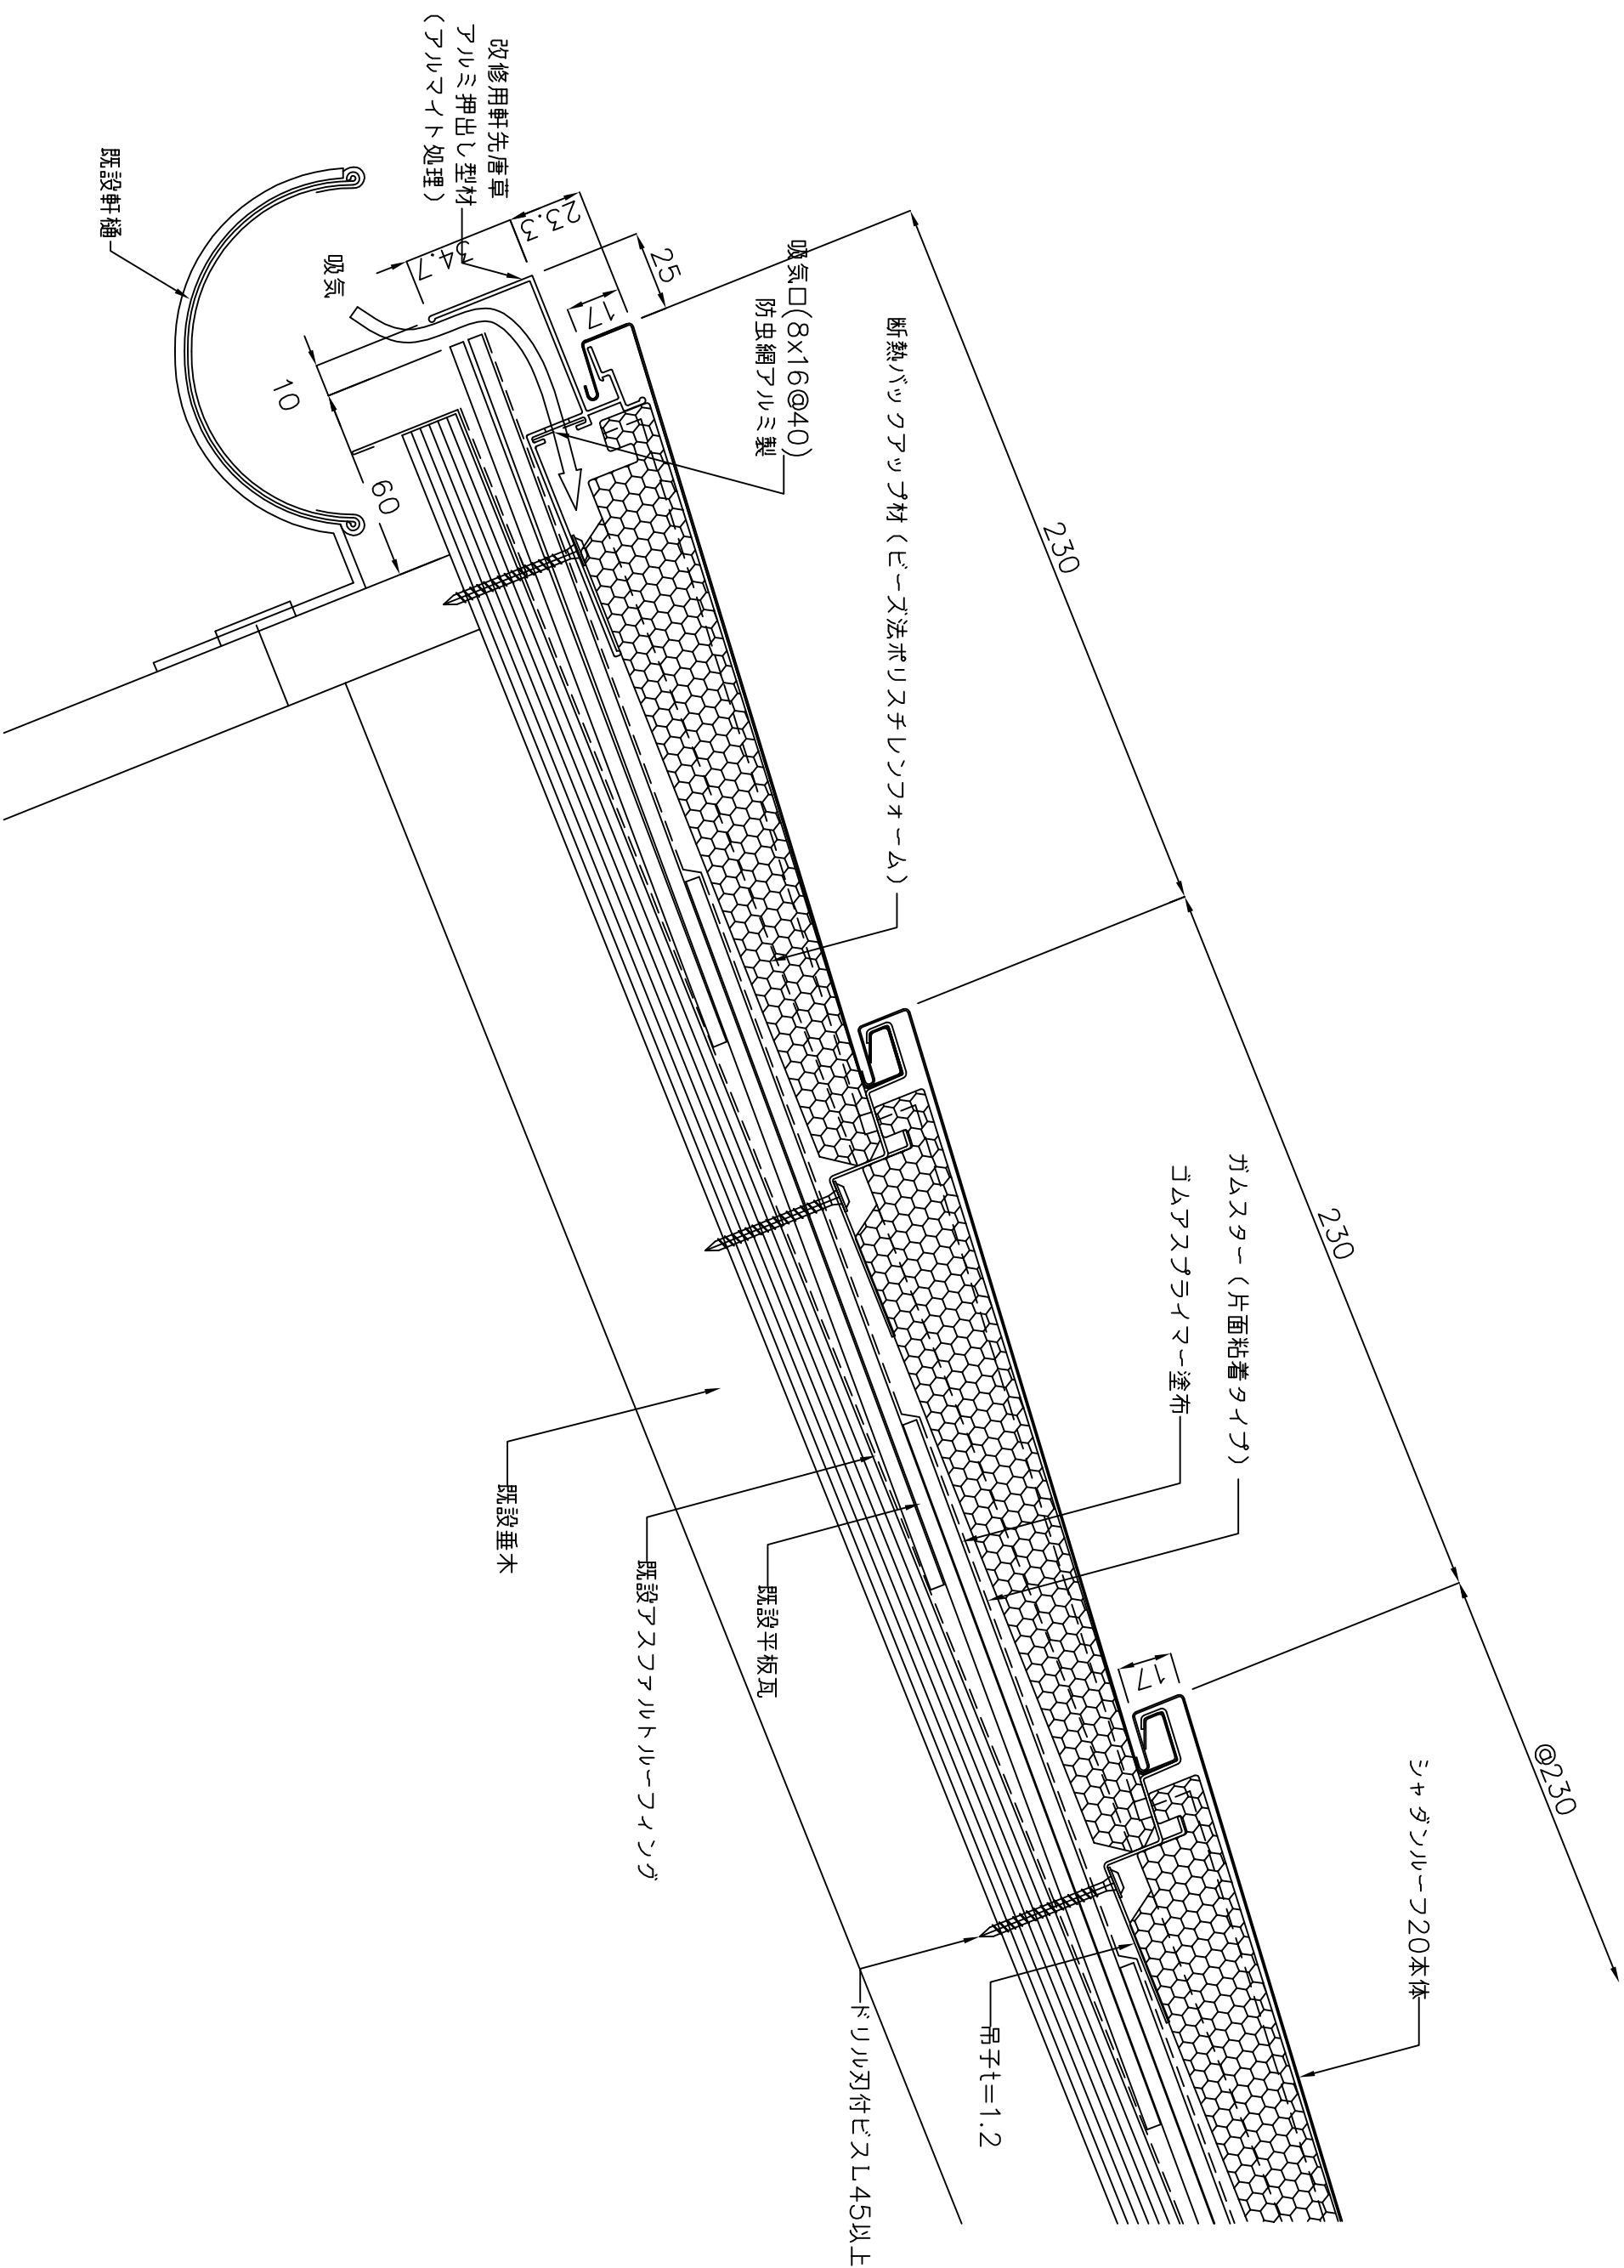 改修用軒先唐草
アルミ押出し型材
（アルマイト処理）
既設軒樋
吸気
23.3
34.7
25
17
10
60
吸気口(8x16@40)
防虫網アルミ製
断熱バックアップ材（ビーズ法ポリスチレンフォーム）
230
230
@230
ガムスター（片面粘着タイプ）
ゴムアスプライマー塗布
17
シャダンルーフ20本体
既設垂木
既設アスファルトルーフィング
既設平板瓦
吊子t=1.2
ドリル刃付ビスL45以上